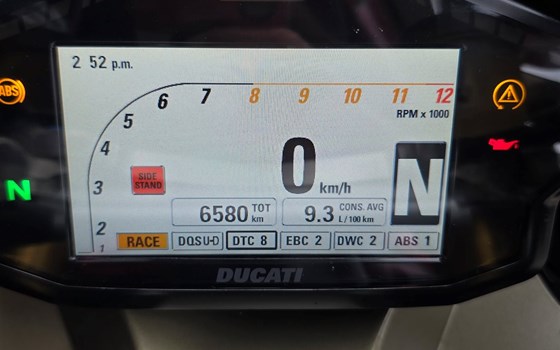 2 52 p.m.
ABS
6 7 8 9 10 11 12
RPM x 1000
5
4
3
2
1
SIDE
STAND
0 km/h
N
N
6580 TOT km
9.3 CONS. AVG L / 100 km
RACE DQS U-D DTC 8 EBC 2 DWC 2 ABS 1
DUCATI